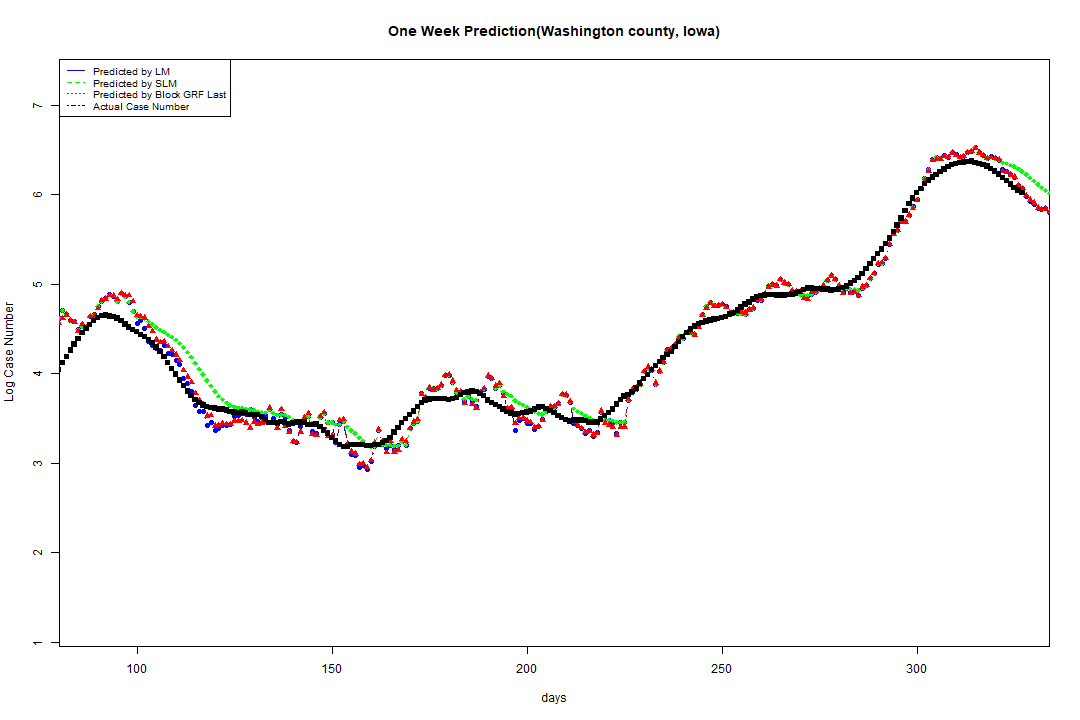 One Week Prediction(Washington county, Iowa)
Predicted by LM
Predicted by SLM
Predicted by Block GRF Last
Actual Case Number
7
6
5
4
3
2
1
Log Case Number
100 150 200 250 300
days